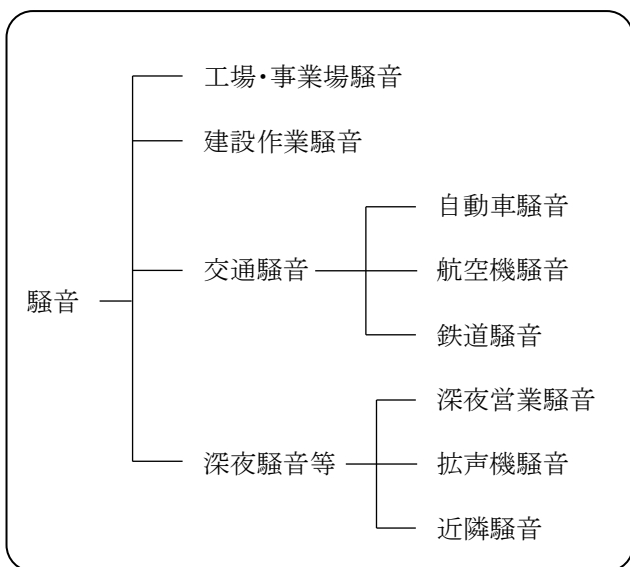 工場・事業場騒音
建設作業騒音
自動車騒音
交通騒音
航空機騒音
騒音
鉄道騒音
深夜営業騒音
深夜騒音等
拡声機騒音
近隣騒音